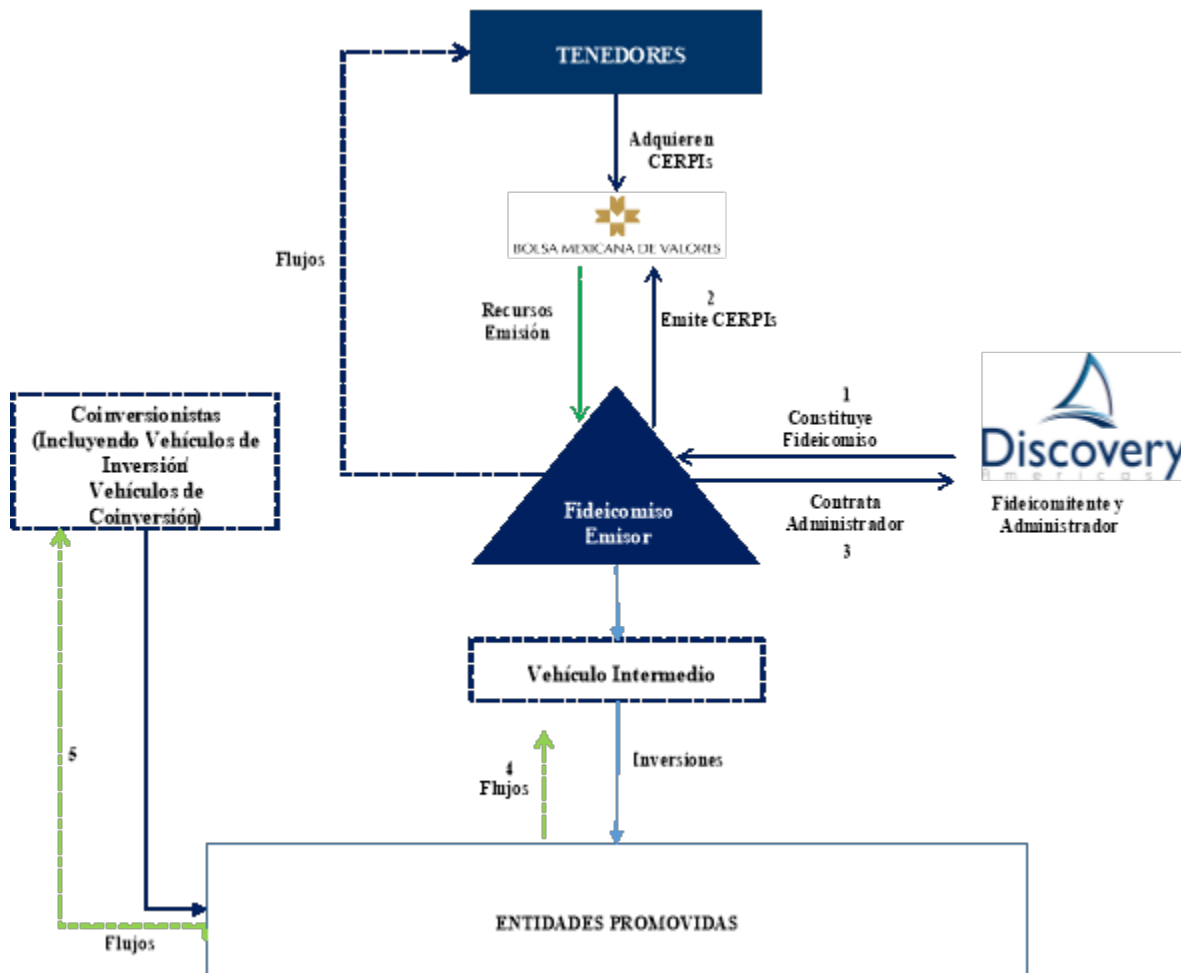 TENEDORES
Adquieren
CERPIs
BOLSA MEXICANA DE VALORES
Flujos
Recursos
Emisión
2
Emite CERPIs
Coinversionistas
(Incluyendo Vehículos de
Inversión/
Vehículos de
Coinversión)
1
Constituye
Fideicomiso
Discovery
Americas
Fideicomiso
Emisor
Contrata
Administrador
3
Fideicomitente y
Administrador
Vehículo Intermedio
5
4
Flujos
Inversiones
ENTIDADES PROMOVIDAS
Flujos